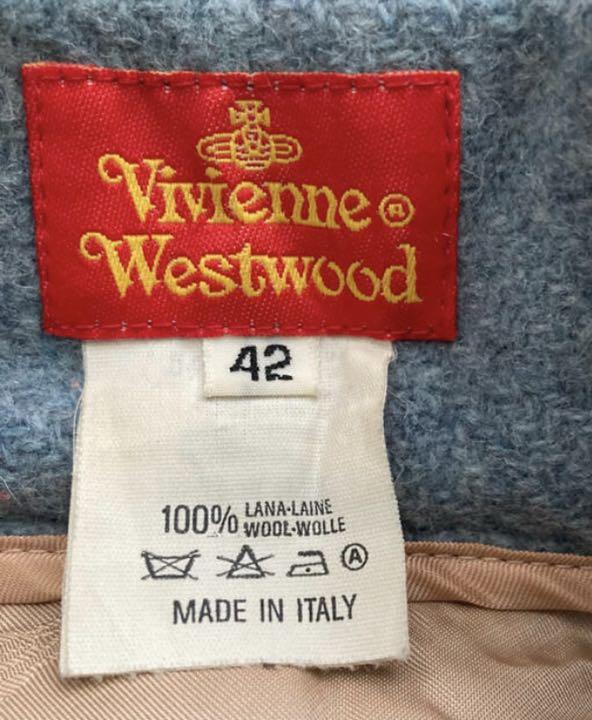 Vivienne ®
Westwood
42
100% LANA·LAINE
WOOL·WOLLE
A
MADE IN ITALY